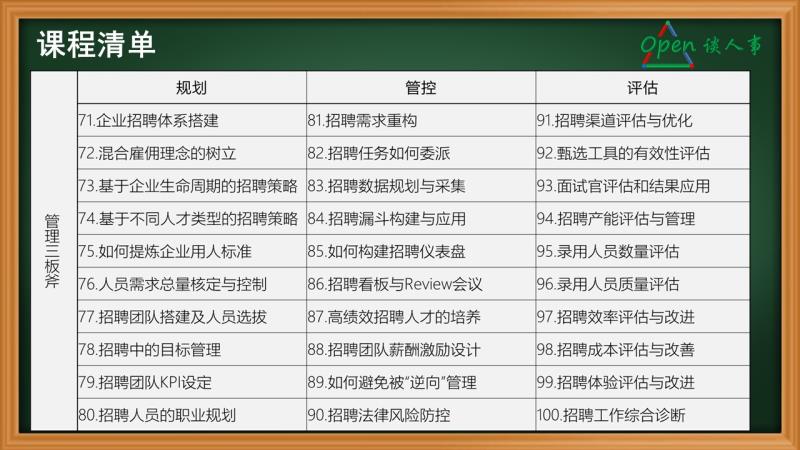 课程清单
Open 谈人事
规划 管控 评估
管理三板斧
71.企业招聘体系搭建 81.招聘需求重构 91.招聘渠道评估与优化
72.混合雇佣理念的树立 82.招聘任务如何委派 92.甄选工具的有效性评估
73.基于企业生命周期的招聘策略 83.招聘数据规划与采集 93.面试官评估和结果应用
74.基于不同人才类型的招聘策略 84.招聘漏斗构建与应用 94.招聘产能评估与管理
75.如何提炼企业用人标准 85.如何构建招聘仪表盘 95.录用人员数量评估
76.人员需求总量核定与控制 86.招聘看板与Review会议 96.录用人员质量评估
77.招聘团队搭建及人员选拔 87.高绩效招聘人才的培养 97.招聘效率评估与改进
78.招聘中的目标管理 88.招聘团队薪酬激励设计 98.招聘成本评估与改善
79.招聘团队KPI设定 89.如何避免被“逆向”管理 99.招聘体验评估与改进
80.招聘人员的职业规划 90.招聘法律风险防控 100.招聘工作综合诊断